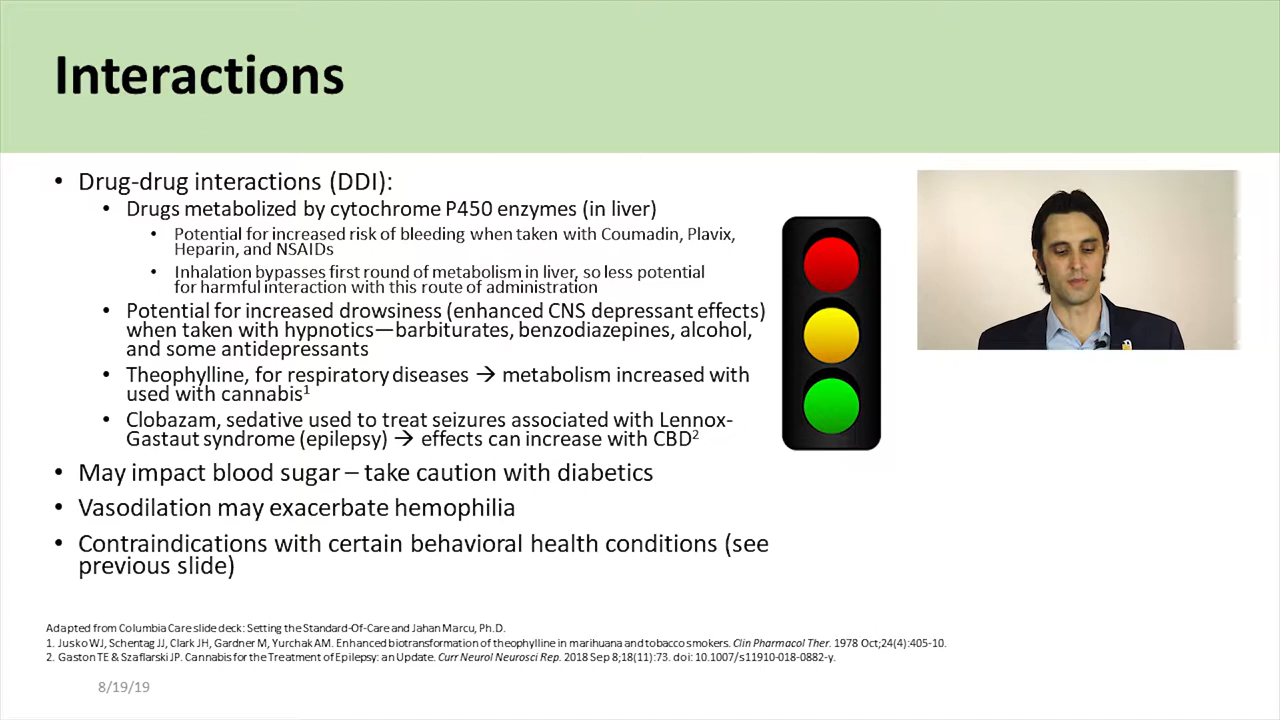 Interactions
• Drug-drug interactions (DDI):
• Drugs metabolized by cytochrome P450 enzymes (in liver)
• Potential for increased risk of bleeding when taken with Coumadin, Plavix,
Heparin, and NSAIDs
• Inhalation bypasses first round of metabolism in liver, so less potential
for harmful interaction with this route of administration
• Potential for increased drowsiness (enhanced CNS depressant effects)
when taken with hypnotics—barbiturates, benzodiazepines, alcohol,
and some antidepressants
• Theophylline, for respiratory diseases → metabolism increased with
used with cannabis¹
• Clobazam, sedative used to treat seizures associated with Lennox-
Gastaut syndrome (epilepsy) → effects can increase with CBD²
• May impact blood sugar – take caution with diabetics
• Vasodilation may exacerbate hemophilia
• Contraindications with certain behavioral health conditions (see
previous slide)
Adapted from Columbia Care slide deck: Setting the Standard-Of-Care and Jahan Marcu, Ph.D.
1. Jusko WJ, Schentag JJ, Clark JH, Gardner M, Yurchak AM. Enhanced biotransformation of theophylline in marihuana and tobacco smokers. Clin Pharmacol Ther. 1978 Oct;24(4):405-10.
2. Gaston TE & Szaflarski JP. Cannabis for the Treatment of Epilepsy: an Update. Curr Neurol Neurosci Rep. 2018 Sep 8;18(11):73. doi: 10.1007/s11910-018-0882-y.
8/19/19